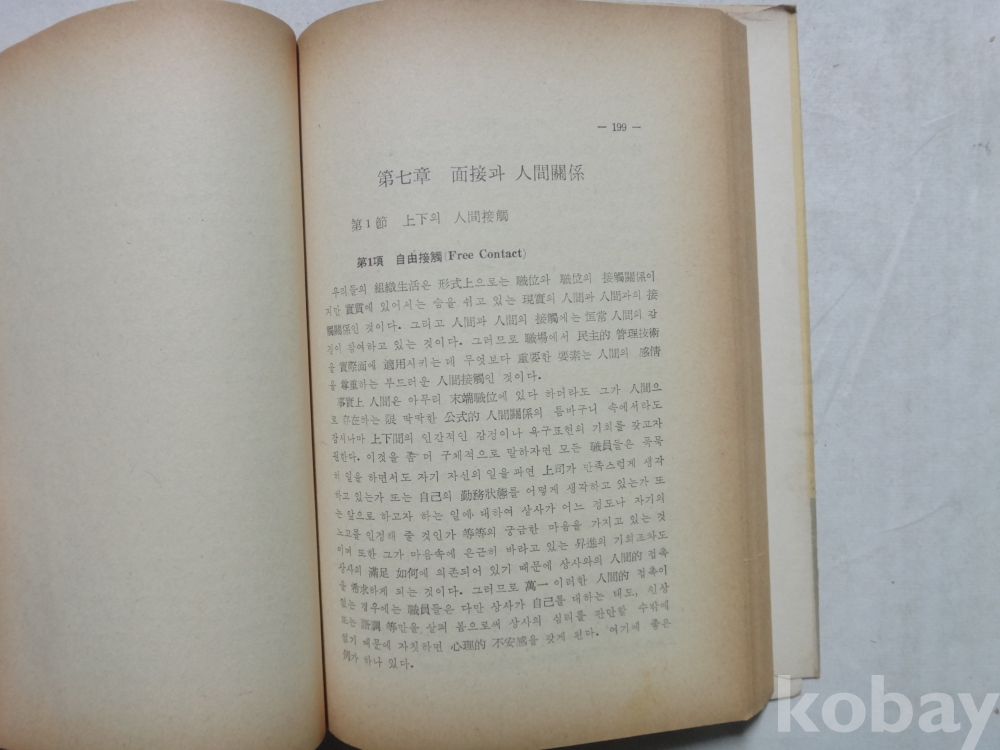 — 199 —
第七章 面接과 人間關係
第1節 上下의 人間接觸
第1項 自由接觸(Free Contact)
우리들의 組織生活은 形式上으로는 職位와 職位의 接觸關係이
지만 實質에 있어서는 숨을 쉬고 있는 現實의 人間과 人間과의 接
觸關係인 것이다. 그리고 人間과 人間의 接觸에는 恒常 人間의 감
정이 참여하고 있는 것이다. 그러므로 職場에서 民主的 管理技術
을 實際面에 適用시키는 데 무엇보다 重要한 要素는 人間의 感情
을 尊重하는 부드러운 人間接觸인 것이다.
事實上 人間은 아무리 末端職位에 있다 하더라도 그가 人間으
로 存在하는 限 딱딱한 公式的 人間關係의 틈바구니 속에서라도
잠시나마 上下間의 인간적인 감정이나 욕구표현의 기회를 갖고자
원한다. 이것을 좀 더 구체적으로 말하자면 모든 職員들은 묵묵
히 일을 하면서도 자기 자신의 일을 과연 上司가 만족스럽게 생각
하고 있는가 또는 自己의 勤務狀態를 어떻게 생각하고 있는가 또
는 앞으로 하고자 하는 일에 대하여 상사가 어느 정도나 자기의
노고를 인정해 줄 것인가 等等의 궁금한 마음을 가지고 있는 것
이며 또한 그가 마음속에 은근히 바라고 있는 昇進의 기회조차도
상사의 滿足 如何에 의존되어 있기 때문에 상사와의 人間的 접촉
을 希求하게 되는 것이다. 그러므로 萬一 이러한 人間的 접촉이
없는 경우에는 職員들은 다만 상사가 自己를 대하는 태도, 인상
또는 語調 等만을 살펴 봄으로써 상사의 심리를 판단할 수밖에
없기 때문에 자칫하면 心理的 不安感을 갖게 된다. 여기에 좋은
例가 하나 있다.
kobay